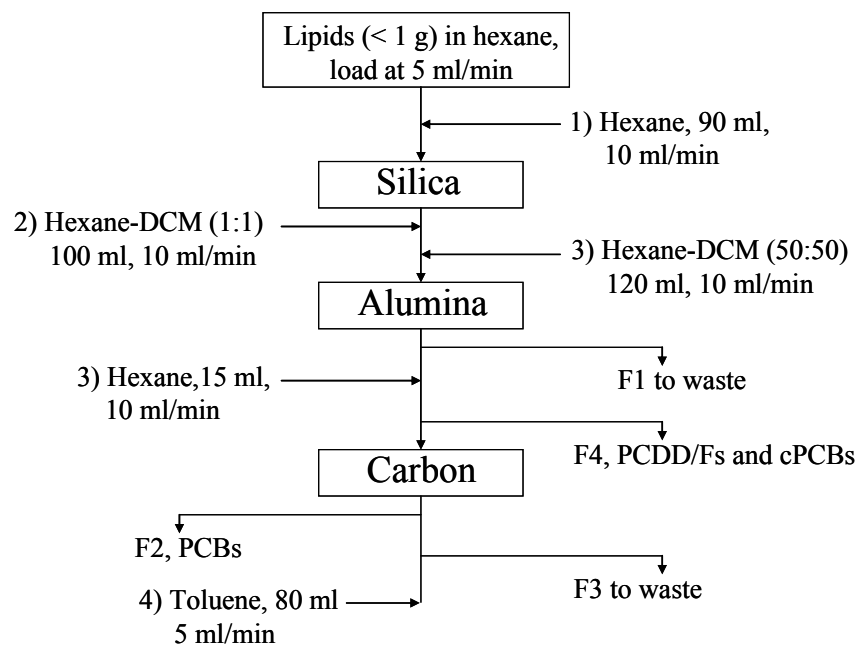 Lipids (< 1 g) in hexane,
load at 5 ml/min
1) Hexane, 90 ml,
10 ml/min
Silica
2) Hexane-DCM (1:1)
100 ml, 10 ml/min
3) Hexane-DCM (50:50)
120 ml, 10 ml/min
Alumina
F1 to waste
3) Hexane,15 ml,
10 ml/min
F4, PCDD/Fs and cPCBs
Carbon
F2, PCBs
F3 to waste
4) Toluene, 80 ml
5 ml/min